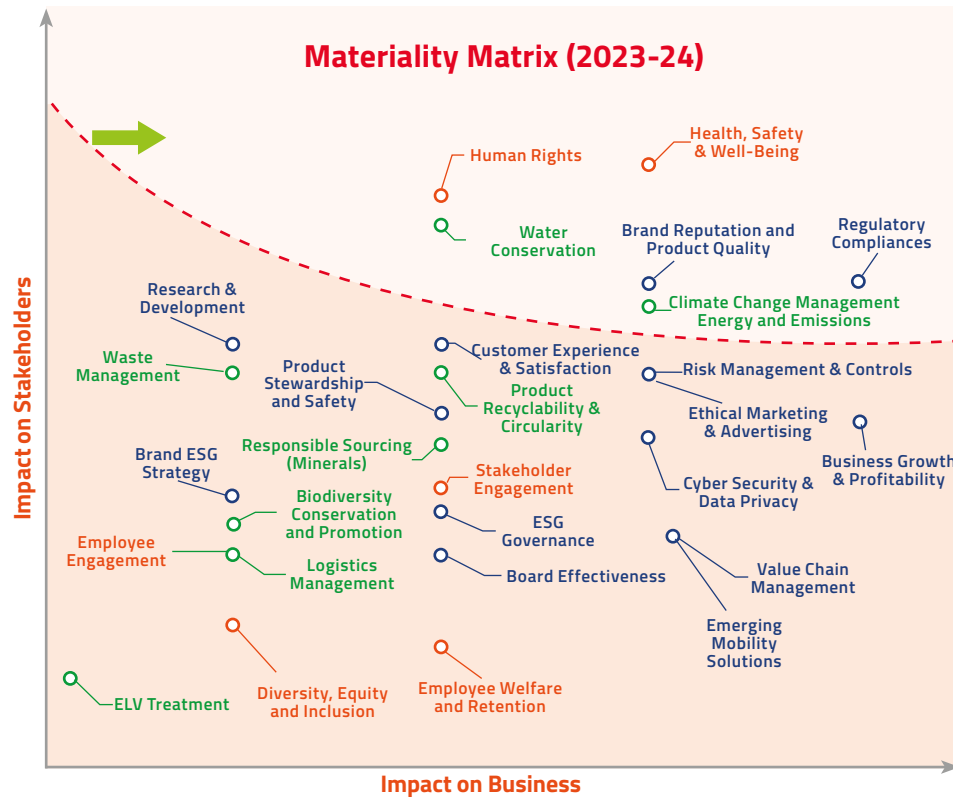 Materiality Matrix (2023-24)
Health, Safety
& Well-Being
Human Rights
Water
Conservation
Brand Reputation and
Product Quality
Regulatory
Compliances
Climate Change Management
Energy and Emissions
Research &
Development
Waste
Management
Product
Stewardship
and Safety
Customer Experience
& Satisfaction
Product
Recyclability &
Circularity
Risk Management & Controls
Ethical Marketing
& Advertising
Business Growth
& Profitability
Responsible Sourcing
(Minerals)
Brand ESG
Strategy
Stakeholder
Engagement
Cyber Security &
Data Privacy
Biodiversity
Conservation
and Promotion
ESG
Governance
Employee
Engagement
Logistics
Management
Board Effectiveness
Value Chain
Management
Emerging
Mobility
Solutions
ELV Treatment
Diversity, Equity
and Inclusion
Employee Welfare
and Retention
Impact on Stakeholders
Impact on Business